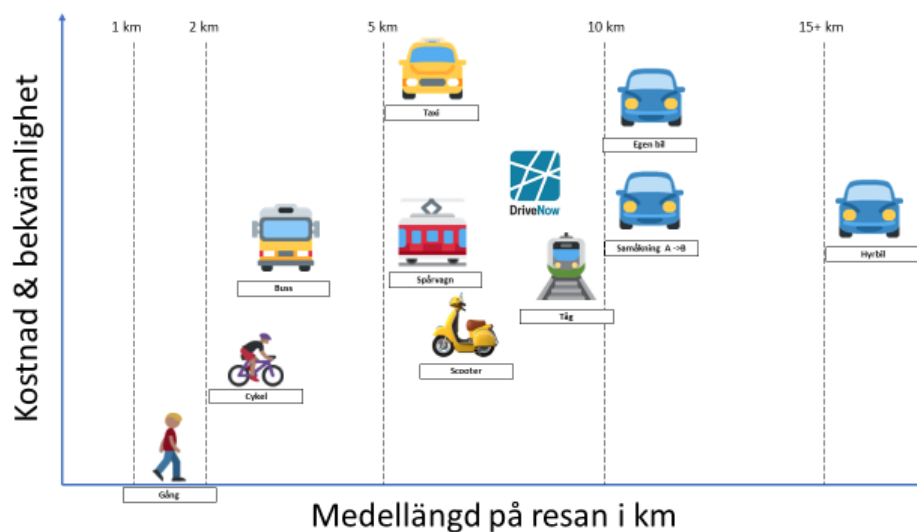 1 km
2 km
5 km
10 km
15+ km
Kostnad & bekvämlighet
Taxi
Egen bil
DriveNow
Samåkning A ->B
Hyrbil
Buss
Spårvagn
Tåg
Scooter
Cykel
Gång
Medellängd på resan i km